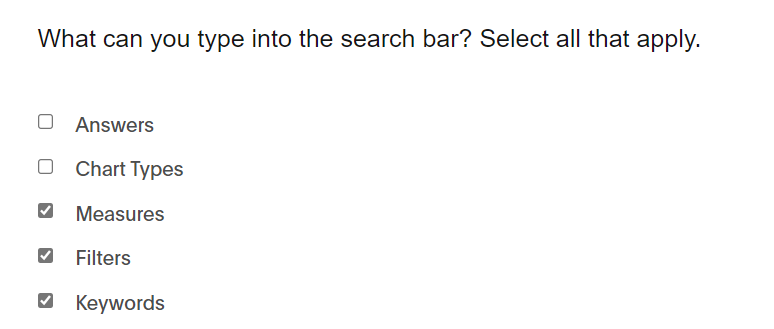 What can you type into the search bar? Select all that apply.
Answers
Chart Types
Measures
Filters
Keywords